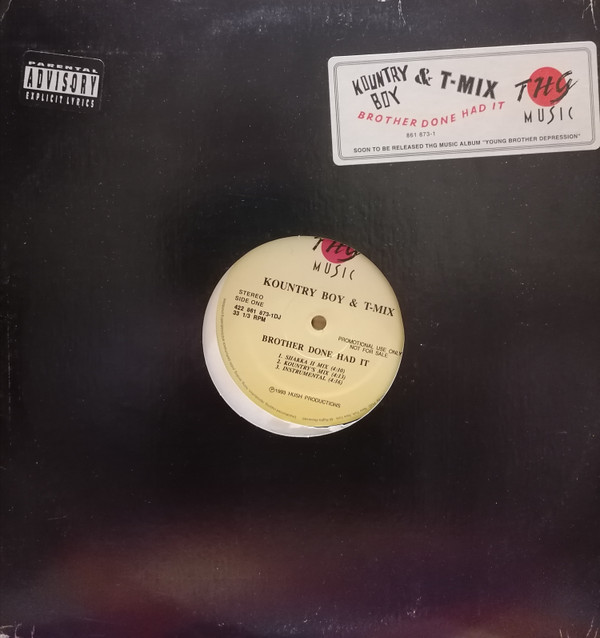 PARENTAL
ADVISORY
EXPLICIT LYRICS
KOUNTRY BOY & T-MIX
BROTHER DONE HAD IT
861 873-1
THG MUSIC
SOON TO BE RELEASED THG MUSIC ALBUM "YOUNG BROTHER DEPRESSION"
THG
MUSIC
KOUNTRY BOY & T-MIX
STEREO
SIDE ONE
422 861 873-1DJ
33 1/3 RPM
PROMOTIONAL USE ONLY
NOT FOR SALE
BROTHER DONE HAD IT
1. SHAKKA II MIX (4:10)
2. KOUNTRY'S MIX (4:13)
3. INSTRUMENTAL (4:16)
Ⓟ1993 HUSH PRODUCTIONS